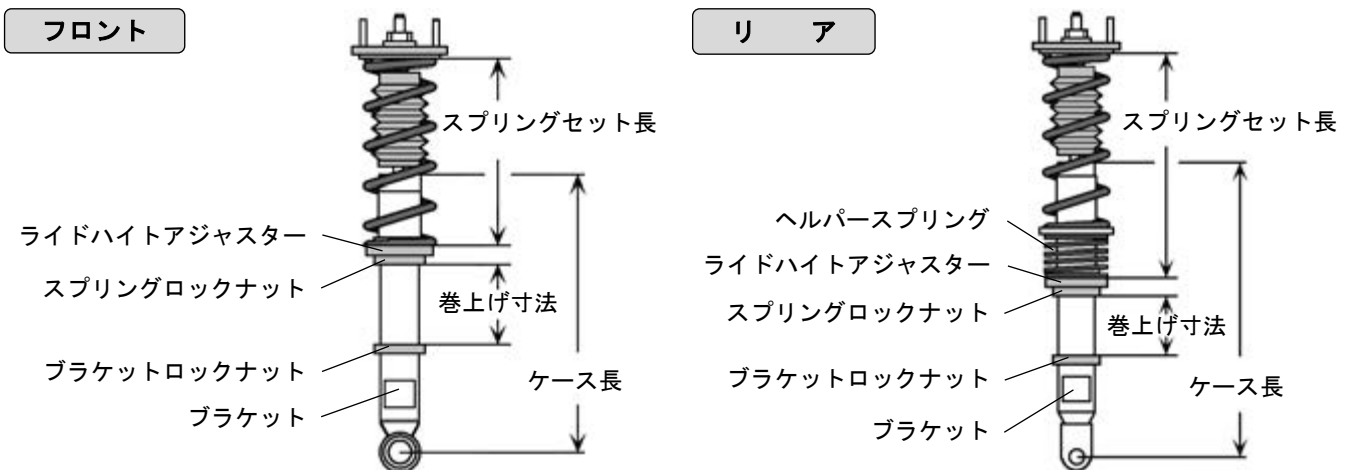 フロント
スプリングセット長
ライドハイトアジャスター
スプリングロックナット
巻上げ寸法
ブラケットロックナット
ケース長
ブラケット
リ　ア
スプリングセット長
ヘルパースプリング
ライドハイトアジャスター
スプリングロックナット
巻上げ寸法
ブラケットロックナット
ケース長
ブラケット